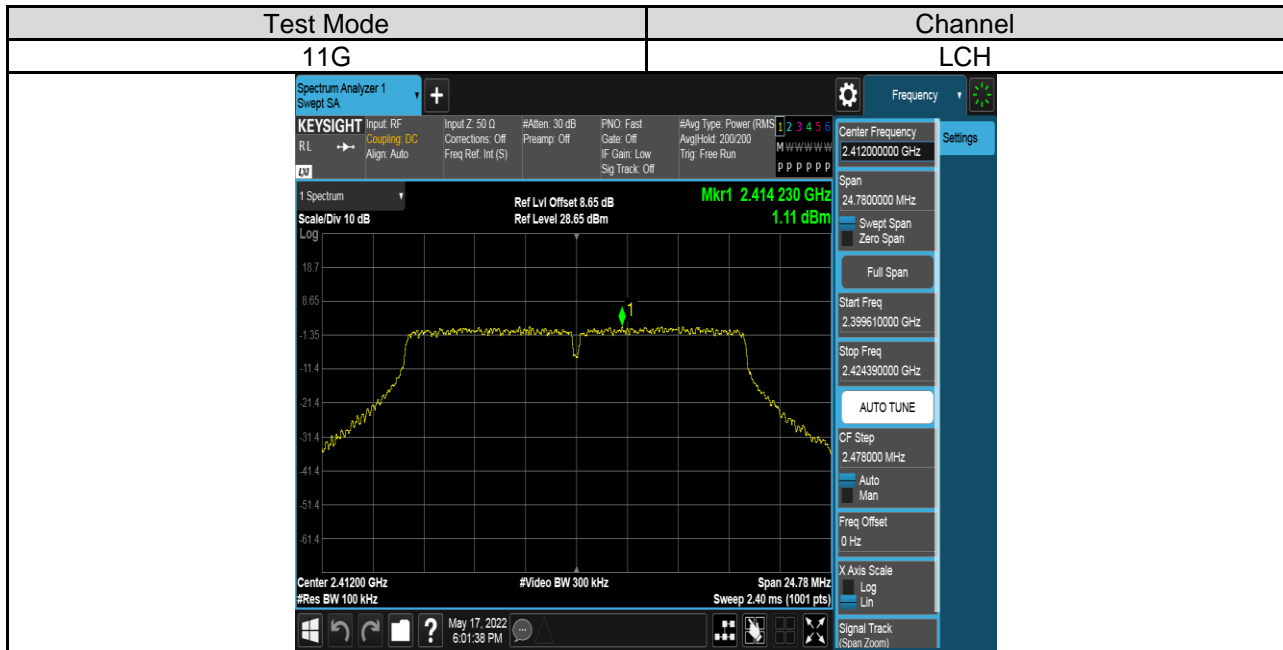 Test Mode
Channel
11G
LCH
Spectrum Analyzer 1
Swept SA
+
Frequency
KEYSIGHT
RL
LXI
Input: RF
Coupling: DC
Align: Auto
Input Z: 50 Ω
Corrections: Off
Freq Ref: Int (S)
#Atten: 30 dB
Preamp: Off
PNO: Fast
Gate: Off
IF Gain: Low
Sig Track: Off
#Avg Type: Power (RMS
Avg|Hold: 200/200
Trig: Free Run
1 2 3 4 5 6
M W W W W W
P P P P P P
1 Spectrum
Scale/Div 10 dB
Log
Ref Lvl Offset 8.65 dB
Ref Level 28.65 dBm
Mkr1 2.414 230 GHz
1.11 dBm
18.7
8.65
-1.35
-11.4
-21.4
-31.4
-41.4
-51.4
-61.4
1
Center 2.41200 GHz
#Res BW 100 kHz
#Video BW 300 kHz
Span 24.78 MHz
Sweep 2.40 ms (1001 pts)
?
May 17, 2022
6:01:38 PM
Center Frequency
2.412000000 GHz
Settings
Span
24.7800000 MHz
Swept Span
Zero Span
Full Span
Start Freq
2.399610000 GHz
Stop Freq
2.424390000 GHz
AUTO TUNE
CF Step
2.478000 MHz
Auto
Man
Freq Offset
0 Hz
X Axis Scale
Log
Lin
Signal Track
(Span Zoom)